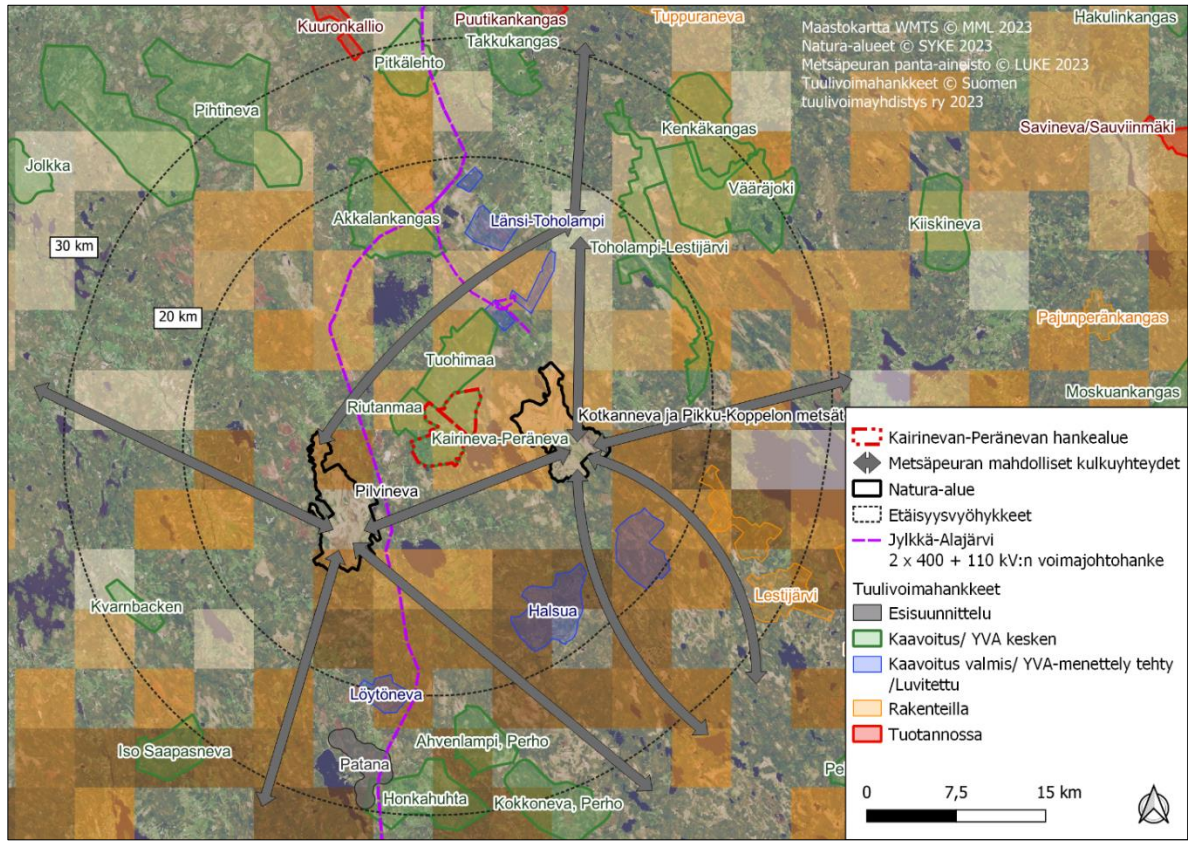 Kuuronkallio
Puutikankangas
Takkukangas
Tuppuraneva
Hakulinkangas
Maastokartta WMTS © MML 2023
Natura-alueet © SYKE 2023
Metsäpeuran panta-aineisto © LUKE 2023
Tuulivoimahankkeet © Suomen
tuulivoimayhdistys ry 2023
Pitkälehto
Pihtineva
Kenkäkangas
Savineva/Sauviinmäki
Jolkka
Vääräjoki
Akkalankangas
Länsi-Toholampi
Kiiskineva
30 km
Toholampi-Lestijärvi
20 km
Pajunperänkangas
Tuohimaa
Moskuankangas
Riutanmaa
Kotkanneva ja Pikku-Koppelon metsät
Kairineva-Peräneva
Pilvineva
Kvarnbacken
Halsua
Lestijärvi
Löytöneva
Iso Saapasneva
Ahvenlampi, Perho
Patana
Pe
Honkahuhta
Kokkoneva, Perho
Kairinevan-Peränevan hankealue
Metsäpeuran mahdolliset kulkuyhteydet
Natura-alue
Etäisyysvyöhykkeet
Jylkkä-Alajärvi
2 x 400 + 110 kV:n voimajohtohanke
Tuulivoimahankkeet
Esisuunnittelu
Kaavoitus/ YVA kesken
Kaavoitus valmis/ YVA-menettely tehty
/Luvitettu
Rakenteilla
Tuotannossa
0 7,5 15 km